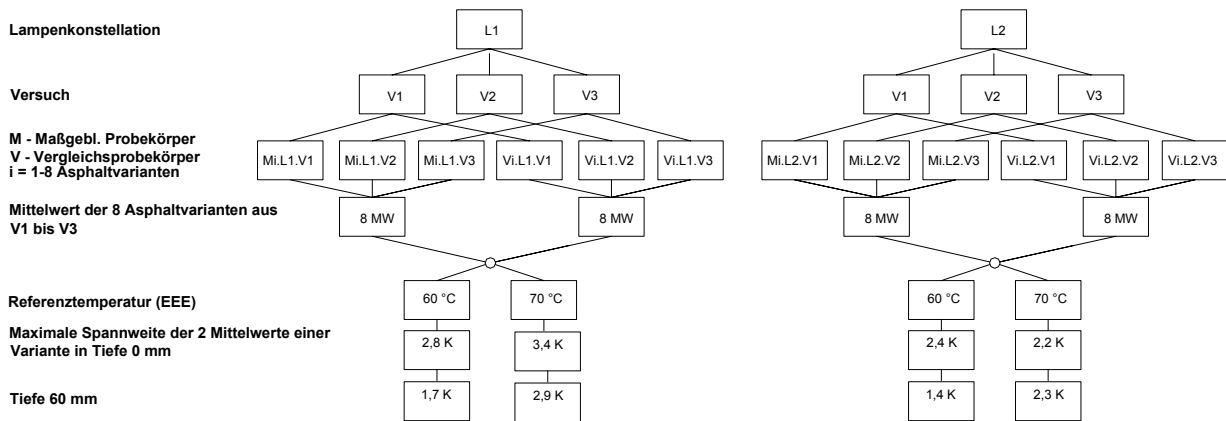 Lampenkonstellation L1 L2
Versuch V1 V2 V3 V1 V2 V3
M - Maßgebl. Probekörper
V - Vergleichsprobekörper
i = 1-8 Asphaltvarianten
Mi.L1.V1 Mi.L1.V2 Mi.L1.V3 Vi.L1.V1 Vi.L1.V2 Vi.L1.V3 Mi.L2.V1 Mi.L2.V2 Mi.L2.V3 Vi.L2.V1 Vi.L2.V2 Vi.L2.V3
Mittelwert der 8 Asphaltvarianten aus
V1 bis V3
8 MW 8 MW 8 MW 8 MW
Referenztemperatur (EEE) 60 °C 70 °C 60 °C 70 °C
Maximale Spannweite der 2 Mittelwerte einer
Variante in Tiefe 0 mm
2,8 K 3,4 K 2,4 K 2,2 K
Tiefe 60 mm 1,7 K 2,9 K 1,4 K 2,3 K